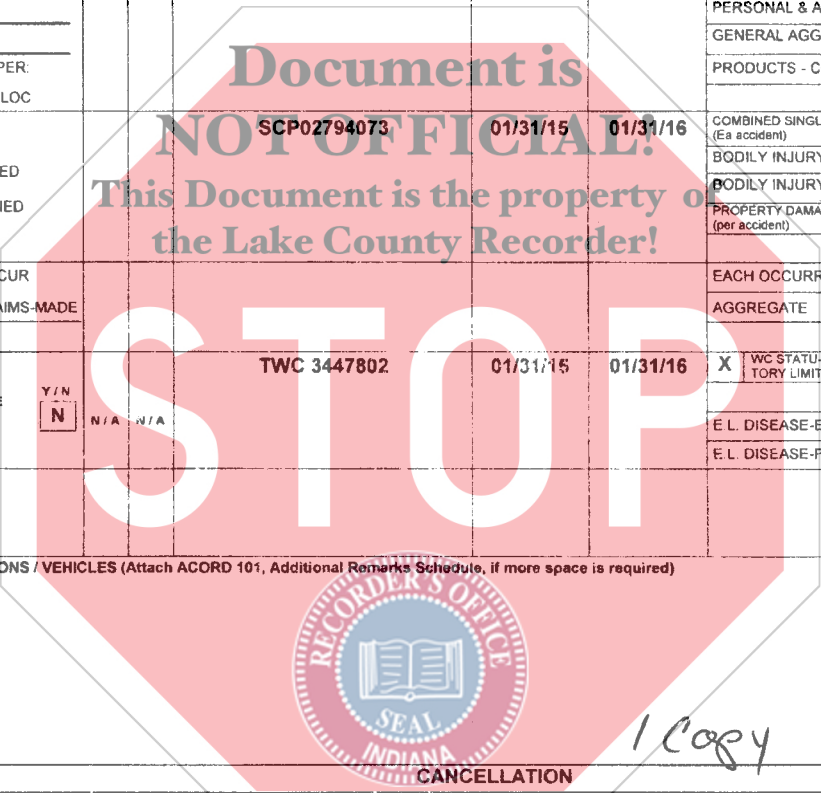 PERSONAL & A
GENERAL AGG
PER:
PRODUCTS - C
LOC
Document is
NOT OFFICIAL!
This Document is the property of
the Lake County Recorder!
SCP02794073 01/31/15 01/31/16
COMBINED SINGL
(Ea accident)
BODILY INJURY
ED
BODILY INJURY
PROPERTY DAMA
(per accident)
CUR
EACH OCCURR
AIMS-MADE
AGGREGATE
STOP
TWC 3447802 01/31/15 01/31/16
X WC STATU-
TORY LIMIT
Y / N
N N / A N / A
E.L. DISEASE-E
E.L. DISEASE-P
ONS / VEHICLES (Attach ACORD 101, Additional Remarks Schedule, if more space is required)
RECORDER'S OFFICE
SEAL
INDIANA
1 Copy
CANCELLATION